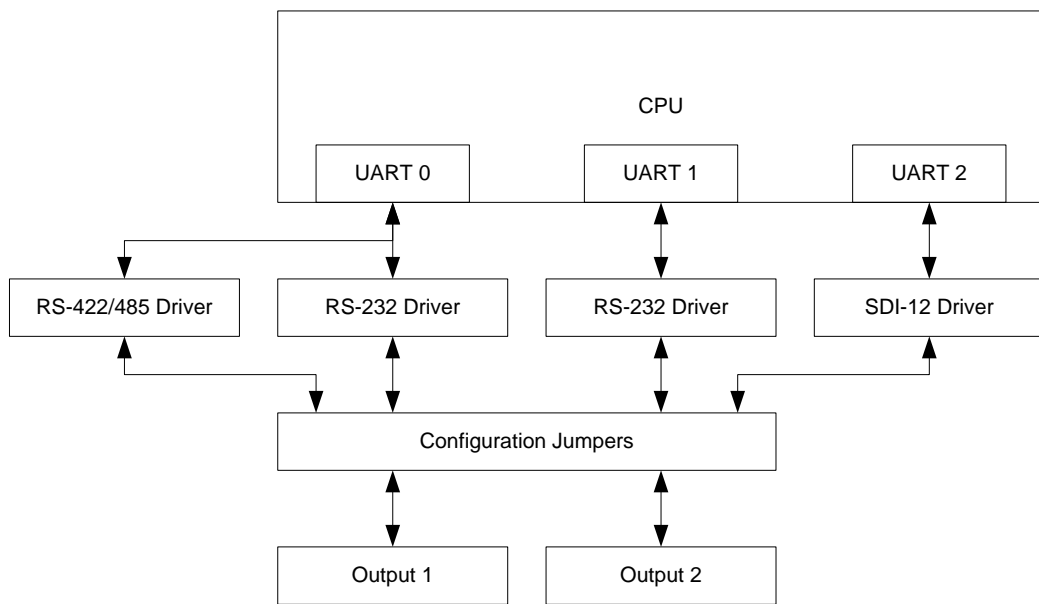 CPU
UART 0
UART 1
UART 2
RS-422/485 Driver
RS-232 Driver
RS-232 Driver
SDI-12 Driver
Configuration Jumpers
Output 1
Output 2